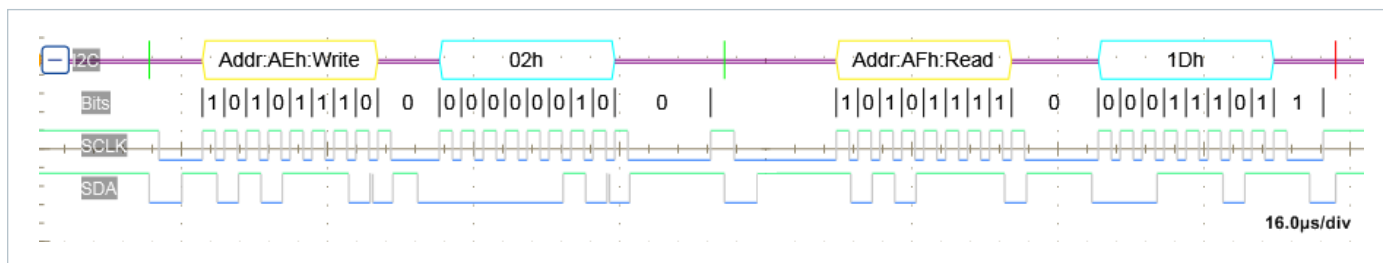 I2C Addr:AEh:Write 02h Addr:AFh:Read 1Dh
Bits 1 0 1 0 1 1 1 0 0 0 0 0 0 0 0 1 0 0 1 0 1 0 1 1 1 1 0 0 0 0 1 1 1 0 1 1
SCLK
SDA
16.0µs/div